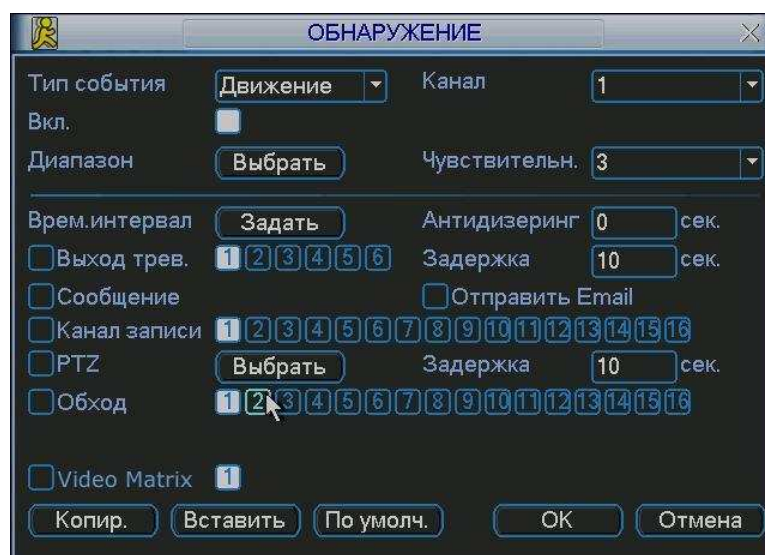 ОБНАРУЖЕНИЕ
Тип события Движение Канал 1
Вкл.
Диапазон Выбрать Чувствительн. 3
Врем.интервал Задать Антидизеринг 0 сек.
Выход трев. 1 2 3 4 5 6 Задержка 10 сек.
Сообщение Отправить Email
Канал записи 1 2 3 4 5 6 7 8 9 10 11 12 13 14 15 16
PTZ Выбрать Задержка 10 сек.
Обход 1 2 3 4 5 6 7 8 9 10 11 12 13 14 15 16
Video Matrix 1
Копир. Вставить По умолч. OK Отмена